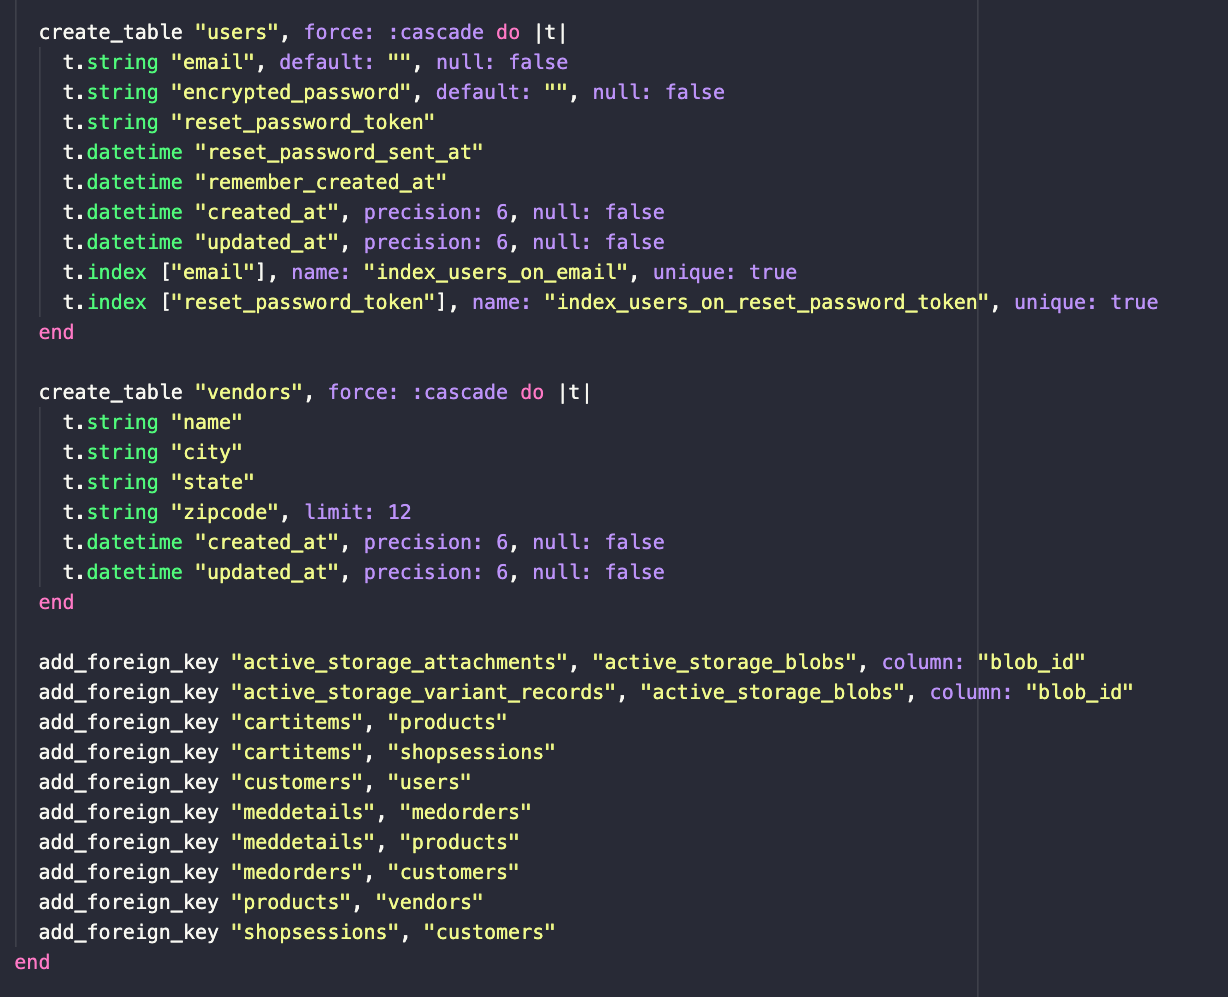 create_table "users", force: :cascade do |t|
t.string "email", default: "", null: false
t.string "encrypted_password", default: "", null: false
t.string "reset_password_token"
t.datetime "reset_password_sent_at"
t.datetime "remember_created_at"
t.datetime "created_at", precision: 6, null: false
t.datetime "updated_at", precision: 6, null: false
t.index ["email"], name: "index_users_on_email", unique: true
t.index ["reset_password_token"], name: "index_users_on_reset_password_token", unique: true
end
create_table "vendors", force: :cascade do |t|
t.string "name"
t.string "city"
t.string "state"
t.string "zipcode", limit: 12
t.datetime "created_at", precision: 6, null: false
t.datetime "updated_at", precision: 6, null: false
end
add_foreign_key "active_storage_attachments", "active_storage_blobs", column: "blob_id"
add_foreign_key "active_storage_variant_records", "active_storage_blobs", column: "blob_id"
add_foreign_key "cartitems", "products"
add_foreign_key "cartitems", "shopsessions"
add_foreign_key "customers", "users"
add_foreign_key "meddetails", "medorders"
add_foreign_key "meddetails", "products"
add_foreign_key "medorders", "customers"
add_foreign_key "products", "vendors"
add_foreign_key "shopsessions", "customers"
end